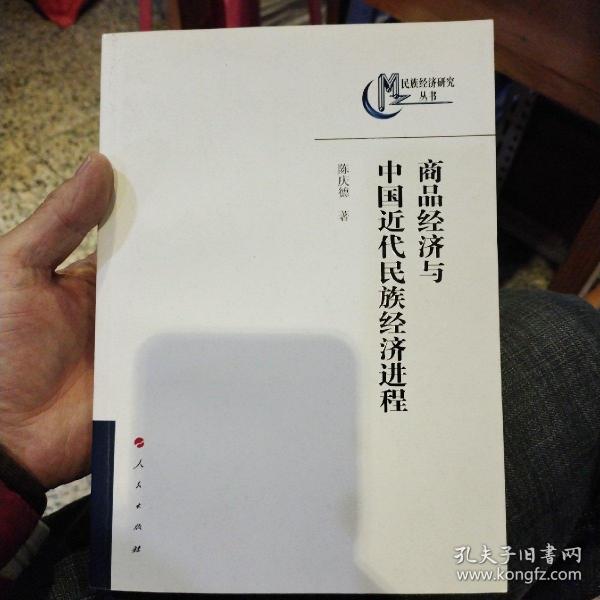 民族经济研究
丛书
商品经济与
中国近代民族经济进程
陈庆德 著
人民出版社
孔夫子旧书网
www.kongfz.com